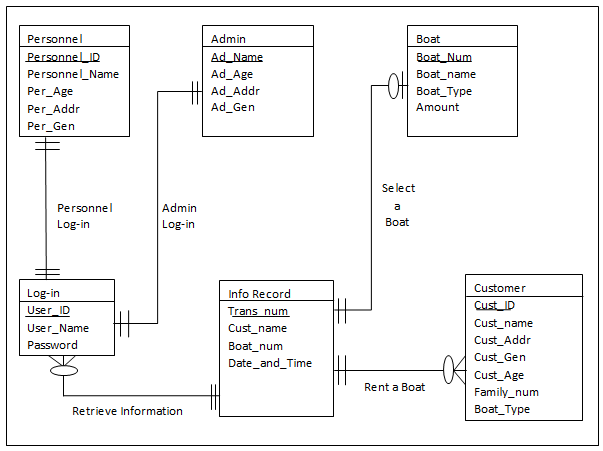 Personnel
Personnel_ID
Personnel_Name
Per_Age
Per_Addr
Per_Gen
Admin
Ad_Name
Ad_Age
Ad_Addr
Ad_Gen
Boat
Boat_Num
Boat_name
Boat_Type
Amount
Personnel
Log-in
Admin
Log-in
Select
a
Boat
Log-in
User_ID
User_Name
Password
Info Record
Trans_num
Cust_name
Boat_num
Date_and_Time
Customer
Cust_ID
Cust_name
Cust_Addr
Cust_Gen
Cust_Age
Family_num
Boat_Type
Retrieve Information
Rent a Boat